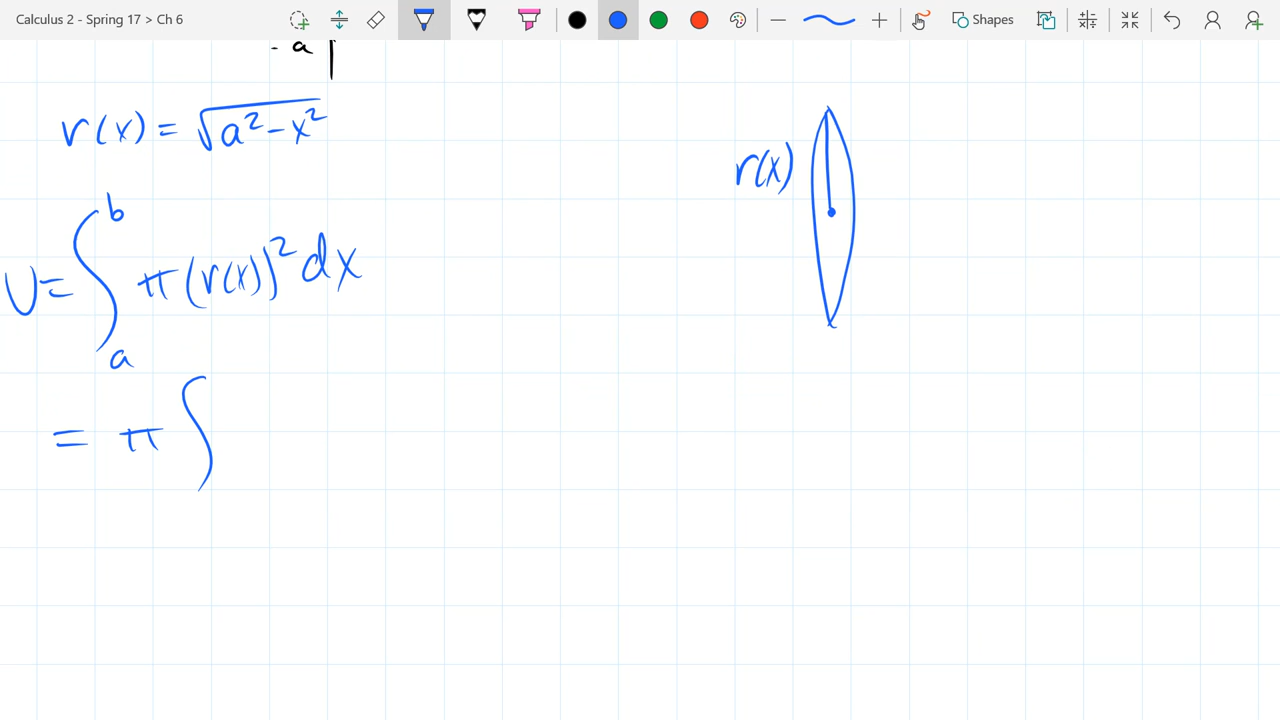 Calculus 2 - Spring 17 > Ch 6
Shapes
- a
r(x) = √(a² - x²)
r(x)
V = ∫_a^b π(r(x))² dx
= π ∫